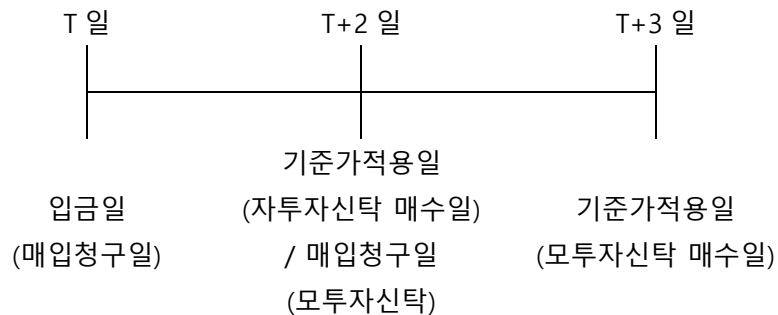 T 일
T+2 일
T+3 일
기준가적용일
입금일
(자투자신탁 매수일)
기준가적용일
(매입청구일)
/ 매입청구일
(모투자신탁 매수일)
(모투자신탁)